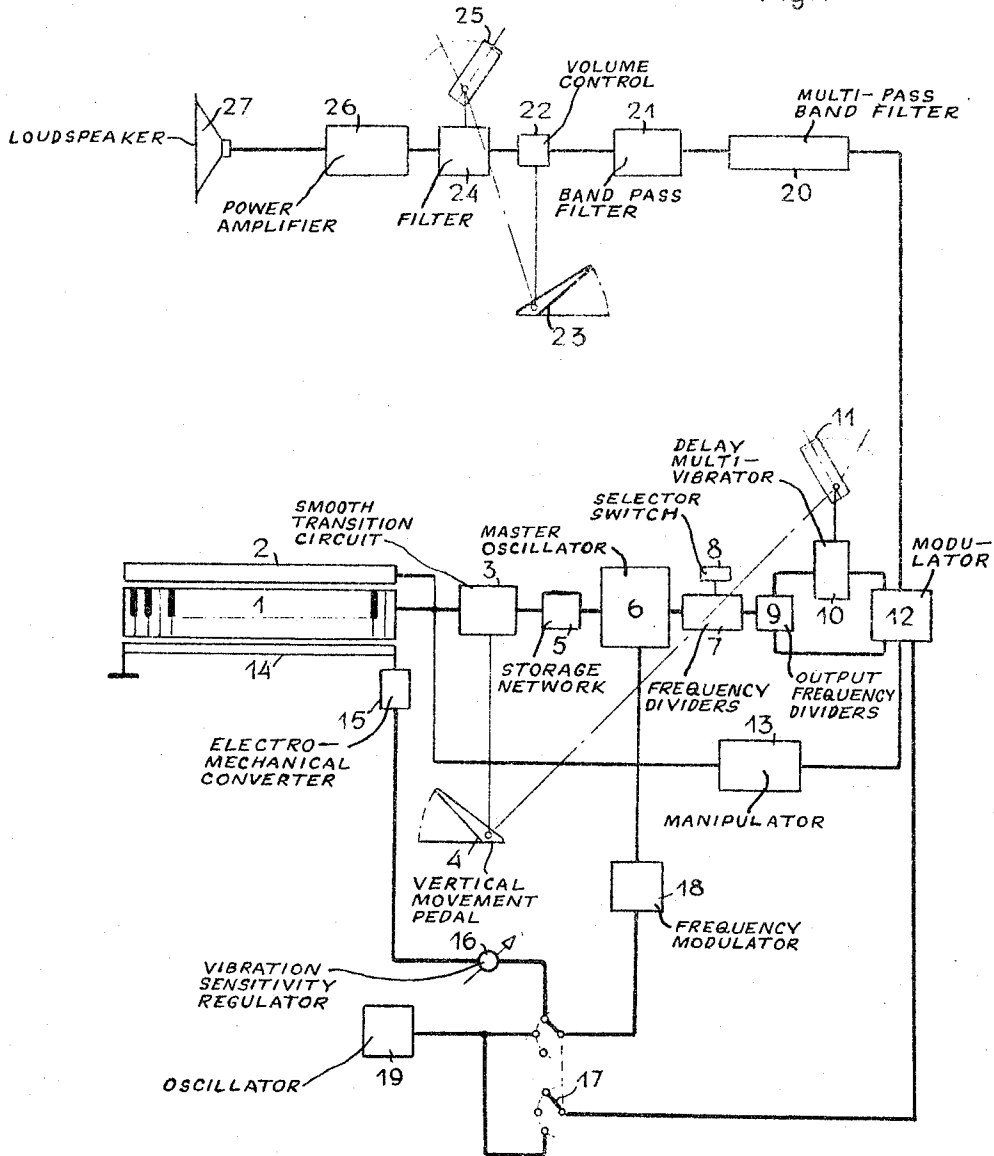 25
VOLUME
CONTROL
MULTI-PASS
BAND FILTER
27
26
22
21
LOUDSPEAKER
20
24
POWER
AMPLIFIER
FILTER
BAND PASS
FILTER
23
11
DELAY
MULTI-
VIBRATOR
SELECTOR
SWITCH
SMOOTH
TRANSITION
CIRCUIT
MASTER
OSCILLATOR
MODU-
LATOR
2
3
8
1
6
9
10
12
5
7
14
STORAGE
NETWORK
FREQUENCY
DIVIDERS
OUTPUT
FREQUENCY
DIVIDERS
15
ELECTRO-
MECHANICAL
CONVERTER
13
MANIPULATOR
4
VERTICAL
MOVEMENT
PEDAL
18
FREQUENCY
MODULATOR
16
VIBRATION
SENSITIVITY
REGULATOR
19
OSCILLATOR
17